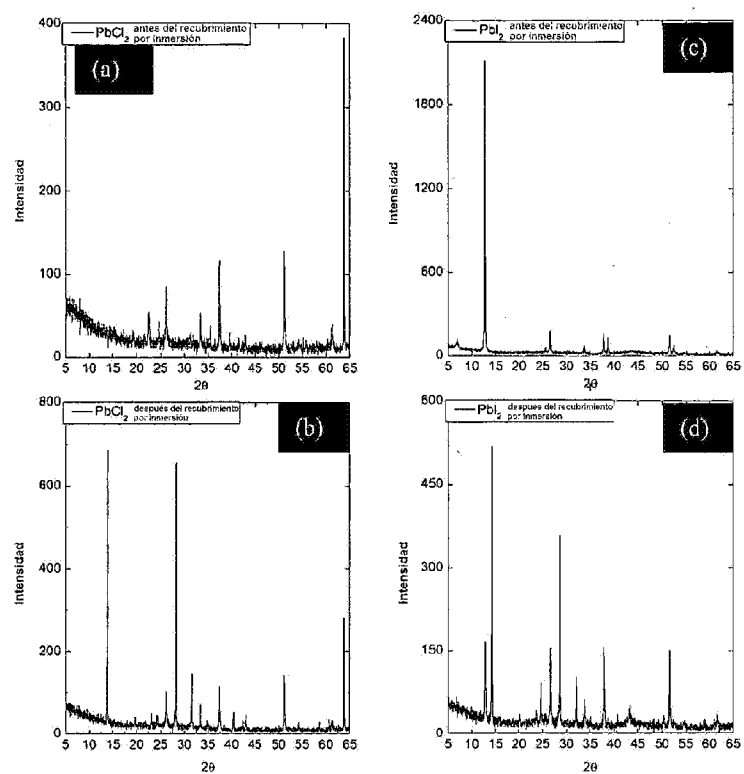 400
PbCl2 antes del recubrimiento
por inmersión
(a)
300
200
100
0
Intensidad
5 10 15 20 25 30 35 40 45 50 55 60 65
2θ
2400
PbI2 antes del recubrimiento
por inmersión
(c)
1800
1200
600
0
Intensidad
5 10 15 20 25 30 35 40 45 50 55 60 65
2θ
800
PbCl2 después del recubrimiento
por inmersión
(b)
600
400
200
0
Intensidad
5 10 15 20 25 30 35 40 45 50 55 60 65
2θ
600
PbI2 después del recubrimiento
por inmersión
(d)
450
300
150
0
Intensidad
5 10 15 20 25 30 35 40 45 50 55 60 65
2θ